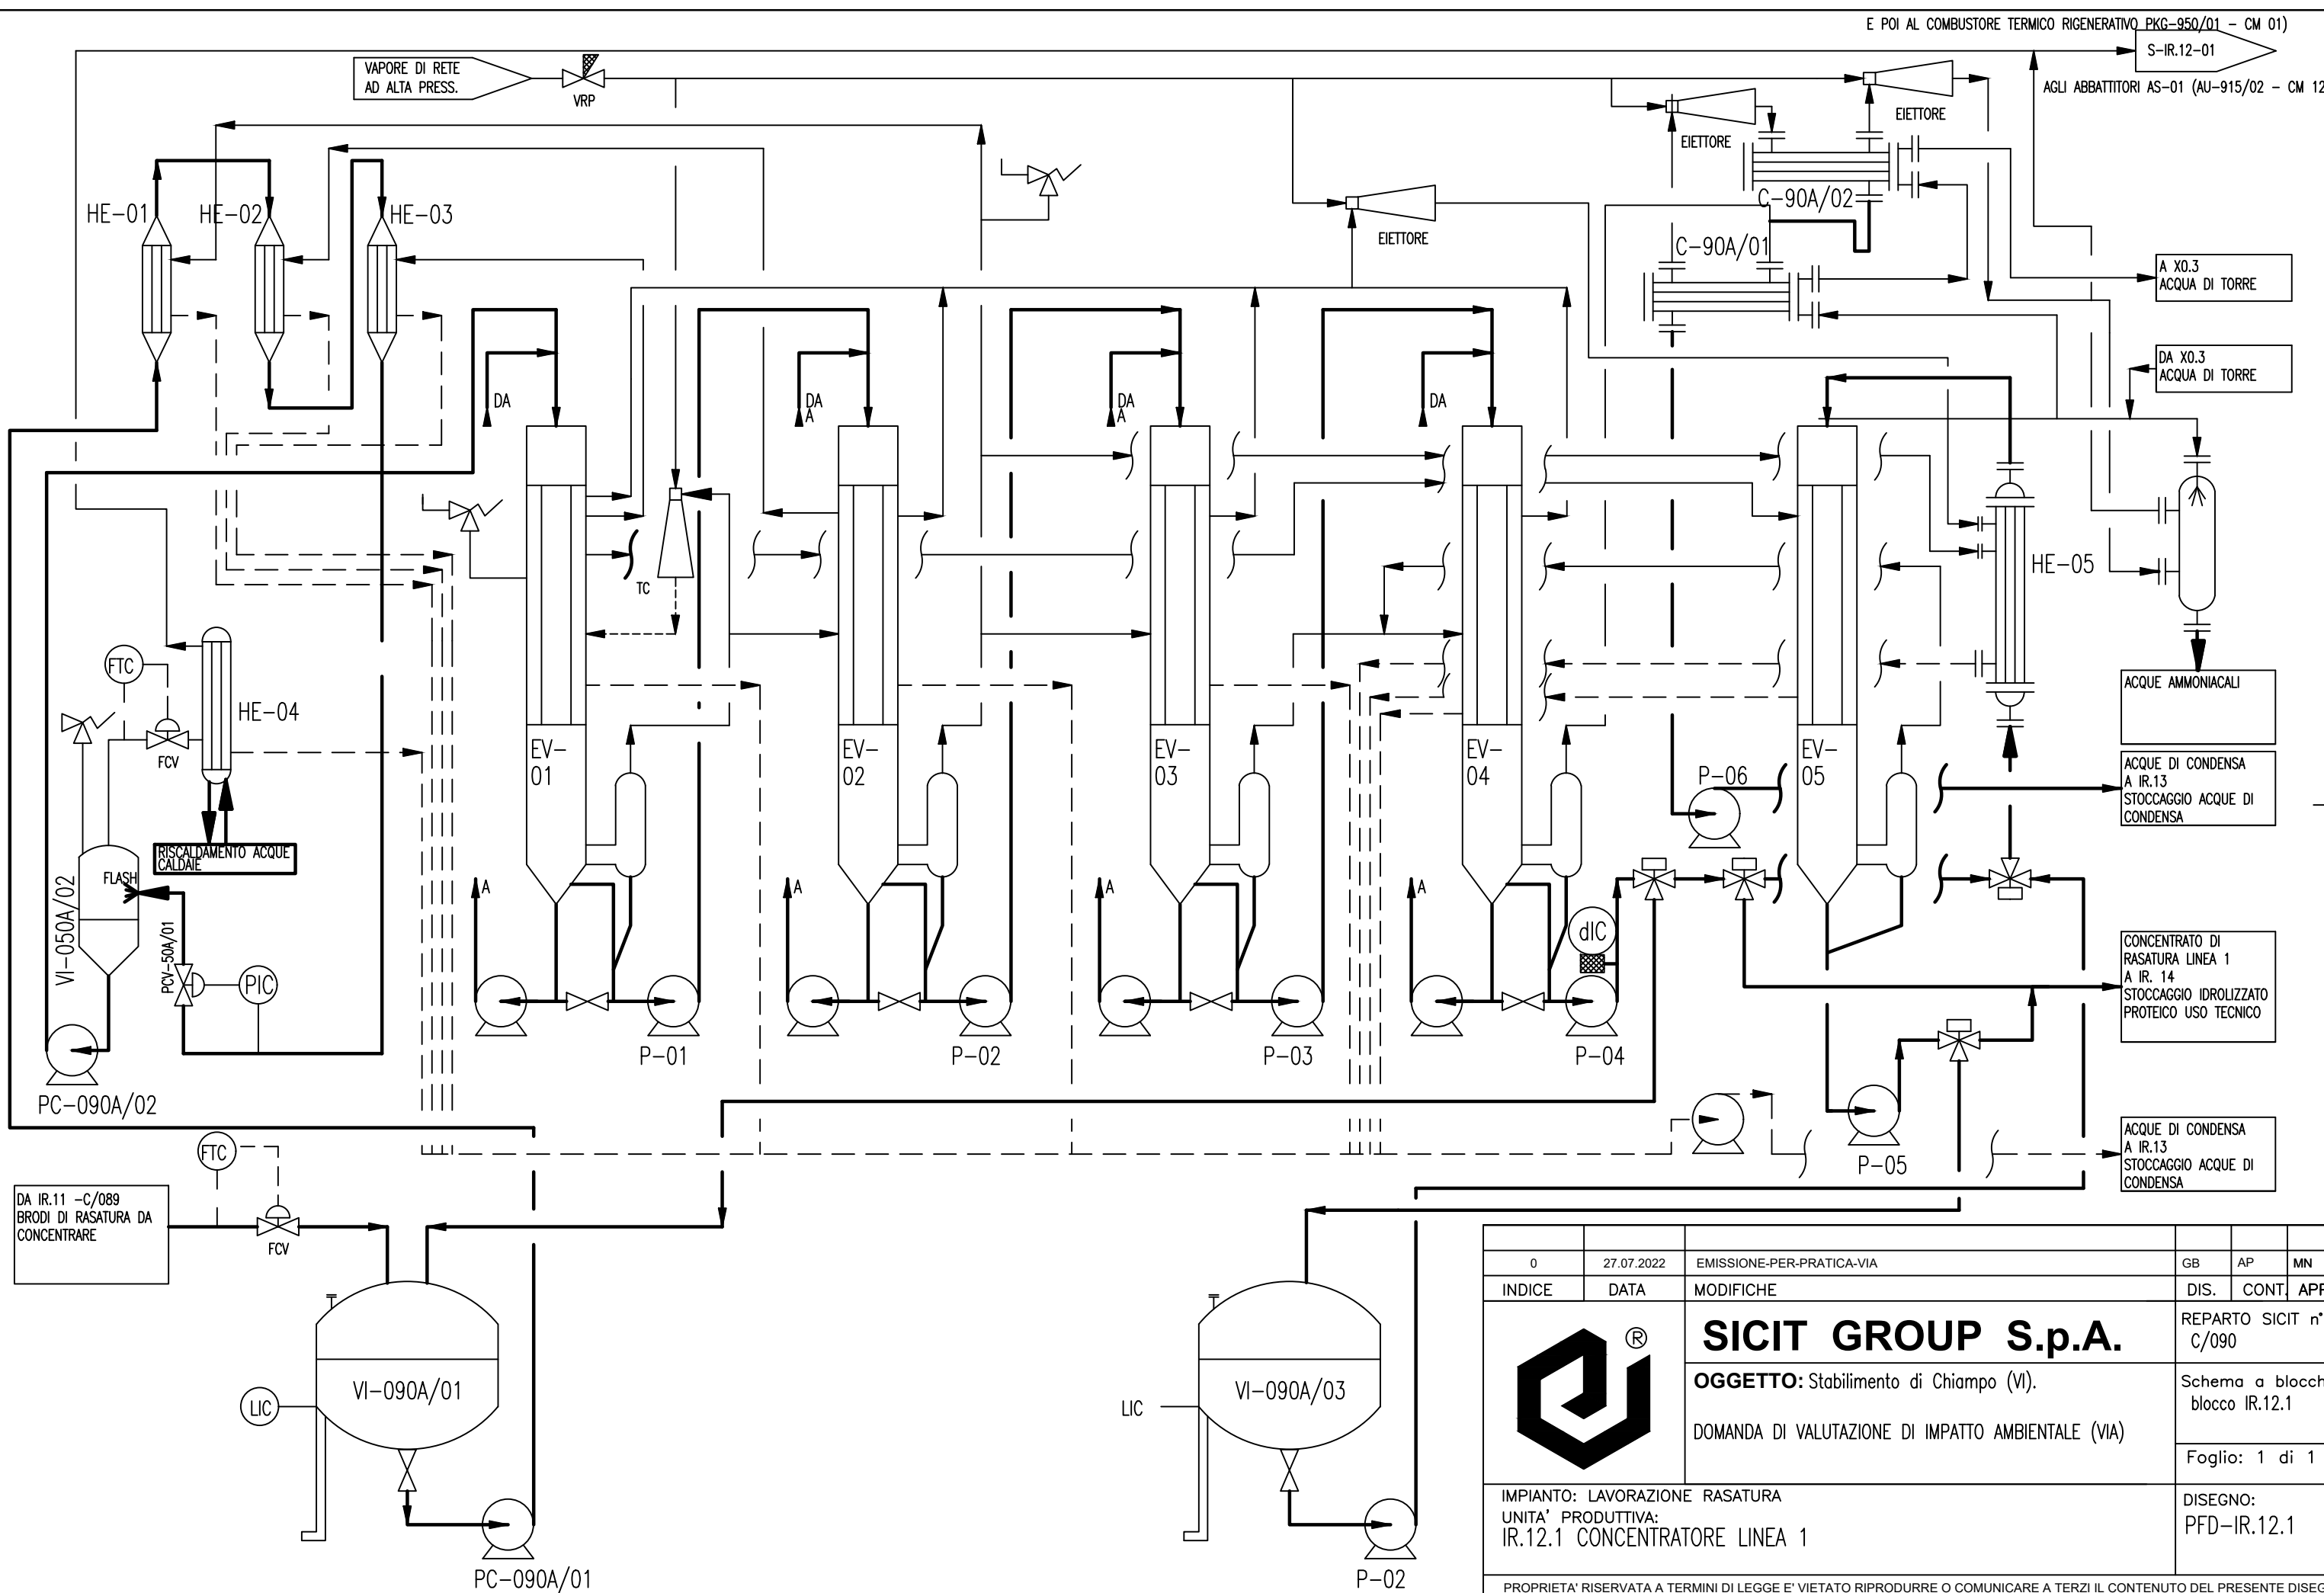 E POI AL COMBUSTORE TERMICO RIGENERATIVO PKG-950/01 - CM 01)
S-IR.12-01
VAPORE DI RETE
AD ALTA PRESS.
VRP
AGLI ABBATTITORI AS-01 (AU-915/02 - CM 12
EIETTORE
EIETTORE
C-90A/02
HE-01
HE-02
HE-03
EIETTORE
C-90A/01
A X0.3
ACQUA DI TORRE
DA X0.3
ACQUA DI TORRE
DA
DA
A
DA
A
DA
TC
HE-05
FTC
HE-04
FCV
ACQUE AMMONIACALI
EV-
01
EV-
02
EV-
03
EV-
04
P-06
EV-
05
ACQUE DI CONDENSA
A IR.13
STOCCAGGIO ACQUE DI
CONDENSA
RISCALDAMENTO ACQUE
CALDAIE
FLASH
VI-050A/02
PCV-50A/01
PIC
A
A
A
A
dIC
CONCENTRATO DI
RASATURA LINEA 1
A IR. 14
STOCCAGGIO IDROLIZZATO
PROTEICO USO TECNICO
P-01
P-02
P-03
P-04
PC-090A/02
P-05
ACQUE DI CONDENSA
A IR.13
STOCCAGGIO ACQUE DI
CONDENSA
FTC
DA IR.11 -C/089
BRODI DI RASATURA DA
CONCENTRARE
FCV
VI-090A/01
LIC
VI-090A/03
LIC
PC-090A/01
P-02
0 27.07.2022 EMISSIONE-PER-PRATICA-VIA GB AP MN
INDICE DATA MODIFICHE DIS. CONT.
®
SICIT GROUP S.p.A.
REPARTO SICIT n°
C/090
OGGETTO: Stabilimento di Chiampo (VI).
DOMANDA DI VALUTAZIONE DI IMPATTO AMBIENTALE (VIA)
Schema a blocch
blocco IR.12.1
Foglio: 1 di 1
IMPIANTO: LAVORAZIONE RASATURA
UNITA' PRODUTTIVA:
IR.12.1 CONCENTRATORE LINEA 1
DISEGNO:
PFD-IR.12.1
PROPRIETA' RISERVATA A TERMINI DI LEGGE E' VIETATO RIPRODURRE O COMUNICARE A TERZI IL CONTENUTO DEL PRESENTE